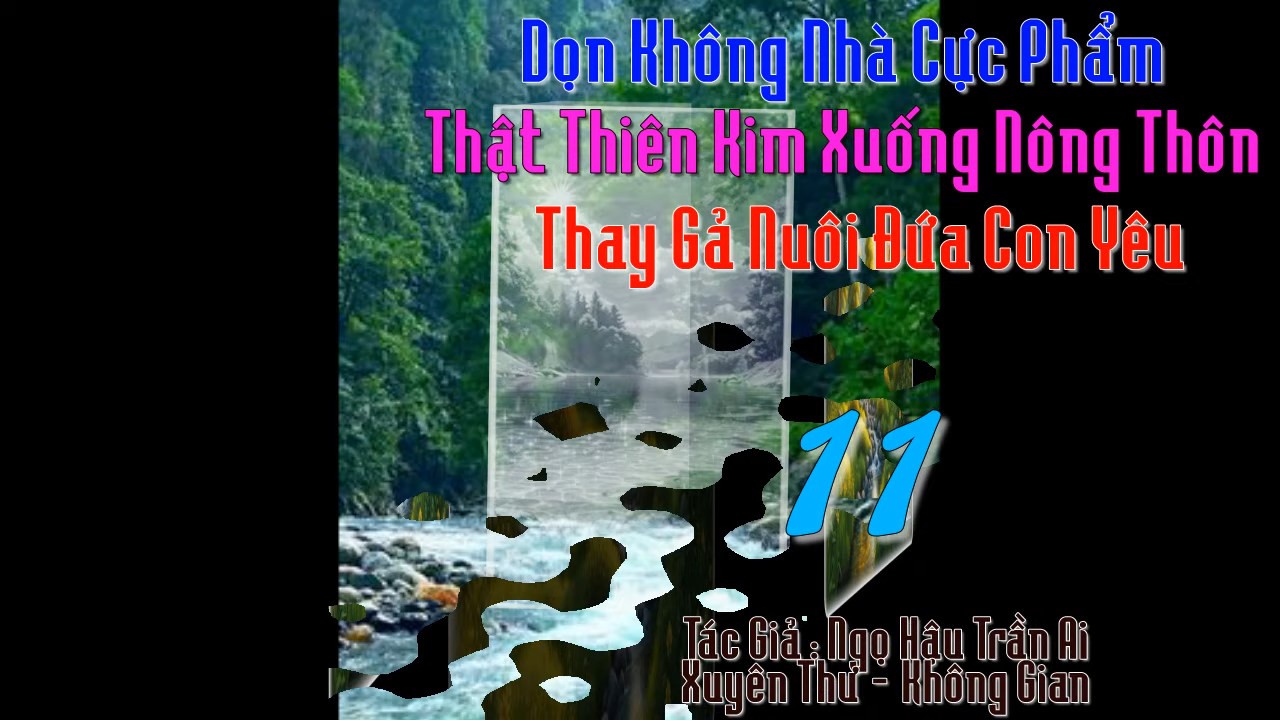 Dọn Không Nhà Cực Phẩm
Thật Thiên Kim Xuống Nông Thôn
Thay Gả Nuôi Đứa Con Yêu
11
Tác Giả : Ngọ Hậu Trần Ai
Xuyên Thư - Không Gian